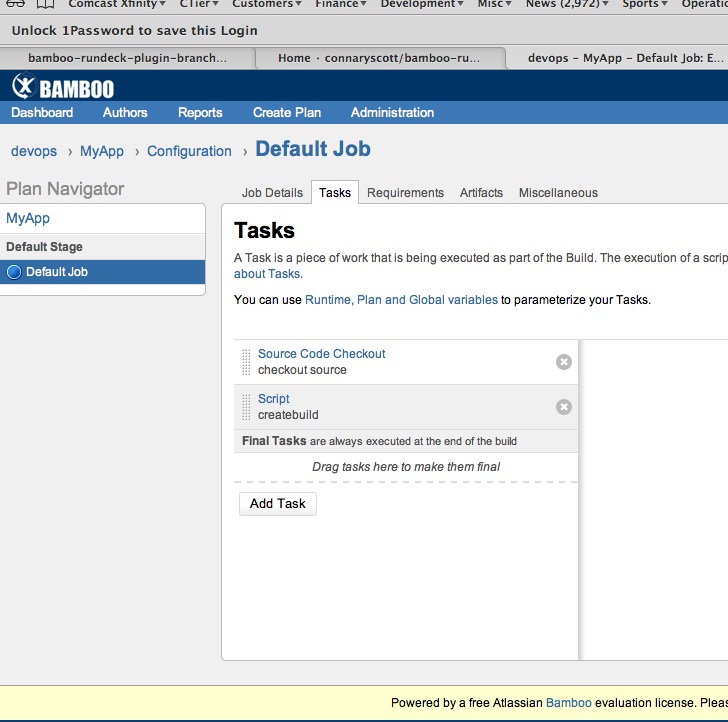 Comcast Xfinity▾ CTier▾ Customers▾ Finance▾ Development▾ Misc▾ News (2,972)▾ Sports▾ Operatio
Unlock 1Password to save this Login
bamboo-rundeck-plugin-branch... Home · connaryscott/bamboo-ru... devops – MyApp – Default Job: E...
BAMBOO
Dashboard Authors Reports Create Plan Administration
devops › MyApp › Configuration › Default Job
Plan Navigator
MyApp
Default Stage
Default Job
Job Details Tasks Requirements Artifacts Miscellaneous
Tasks
A Task is a piece of work that is being executed as part of the Build. The execution of a scrip
about Tasks.
You can use Runtime, Plan and Global variables to parameterize your Tasks.
Source Code Checkout
checkout source
Script
createbuild
Final Tasks are always executed at the end of the build
Drag tasks here to make them final
Add Task
Powered by a free Atlassian Bamboo evaluation license. Pleas